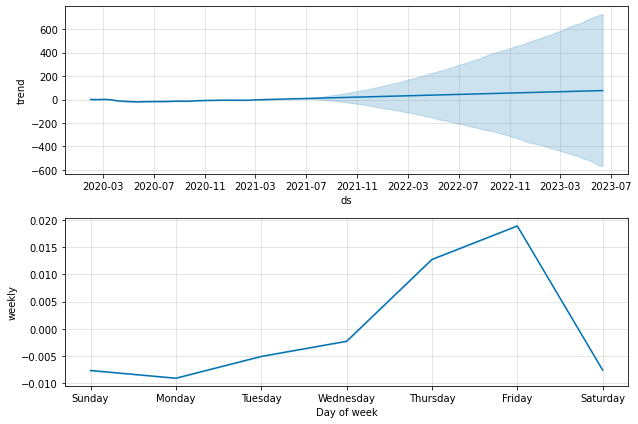 600
400
200
0
−200
−400
−600
trend
2020-03 2020-07 2020-11 2021-03 2021-07 2021-11 2022-03 2022-07 2022-11 2023-03 2023-07
ds
0.020
0.015
0.010
0.005
0.000
−0.005
−0.010
weekly
Sunday Monday Tuesday Wednesday Thursday Friday Saturday
Day of week